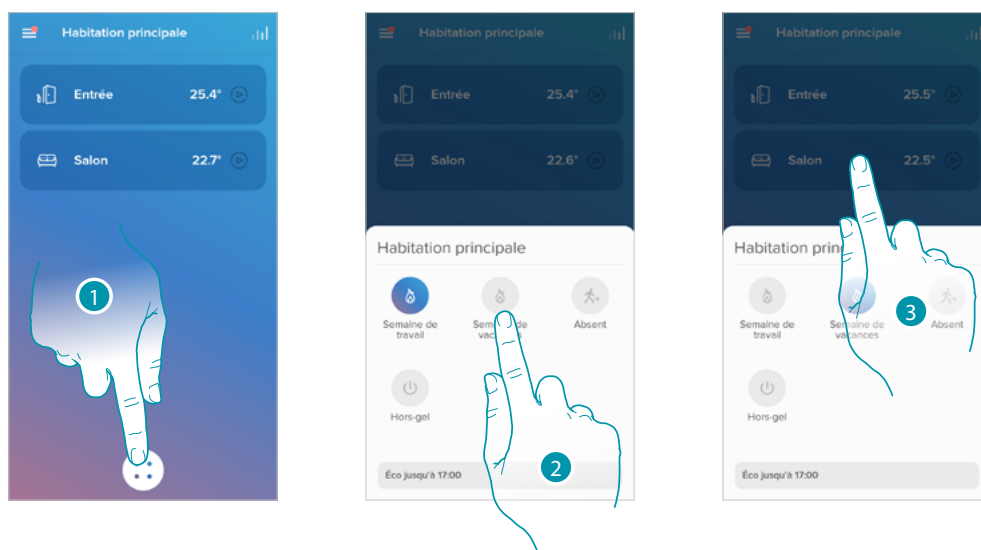 Habitation principale
Entrée 25.4°
Salon 22.7°
1
Habitation principale
Entrée 25.4°
Salon 22.6°
Habitation principale
Semaine de
travail
Absent
Hors-gel
Éco jusqu'à 17:00
2
Habitation principale
Entrée 25.5°
Salon 22.5°
Habitation
Semaine de
travail
Semaine de
vacances
Absent
Hors-gel
Éco jusqu'à 17:00
3